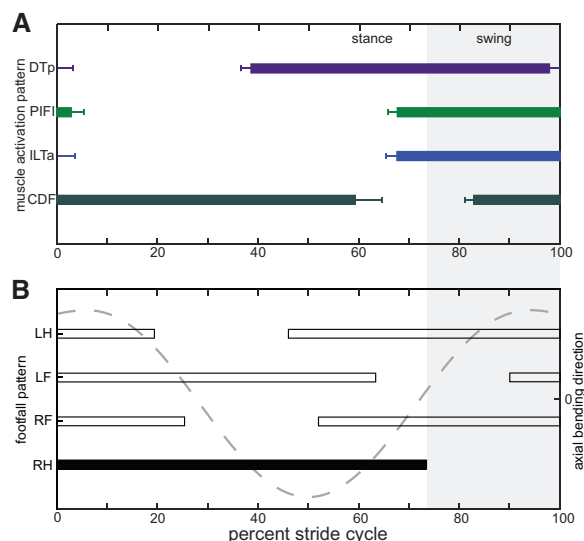 A
stance swing
muscle activation pattern
DTp
PIFI
ILTa
CDF
0 20 40 60 80 100
B
footfall pattern
LH
LF
RF
RH
0
axial bending direction
0 20 40 60 80 100
percent stride cycle